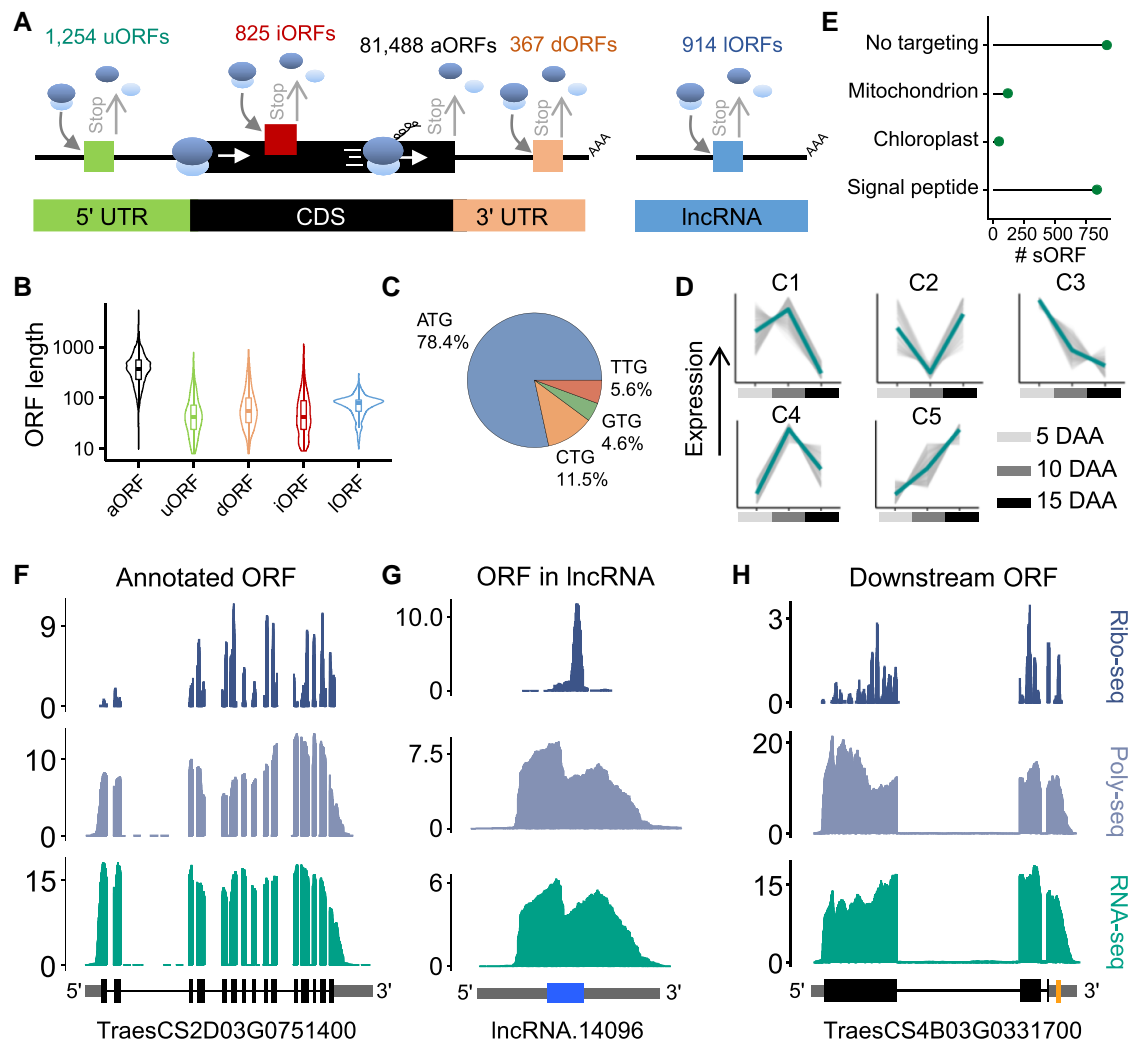 A
1,254 uORFs
825 iORFs
81,488 aORFs
367 dORFs
914 lORFs
Stop
Stop
Stop
Stop
Stop
AAA
AAA
5' UTR
CDS
3' UTR
lncRNA
E
No targeting
Mitochondrion
Chloroplast
Signal peptide
0
250
500
750
# sORF
B
ORF length
1000
100
10
aORF
uORF
dORF
iORF
lORF
C
ATG
78.4%
TTG
5.6%
GTG
4.6%
CTG
11.5%
D
Expression
C1
C2
C3
C4
C5
5 DAA
10 DAA
15 DAA
F
Annotated ORF
9
0
10
0
15
0
5'
3'
TraesCS2D03G0751400
G
ORF in lncRNA
10.0
0
7.5
0
6
0
5'
3'
lncRNA.14096
H
Downstream ORF
3
0
20
0
15
0
5'
3'
TraesCS4B03G0331700
Ribo-seq
Poly-seq
RNA-seq